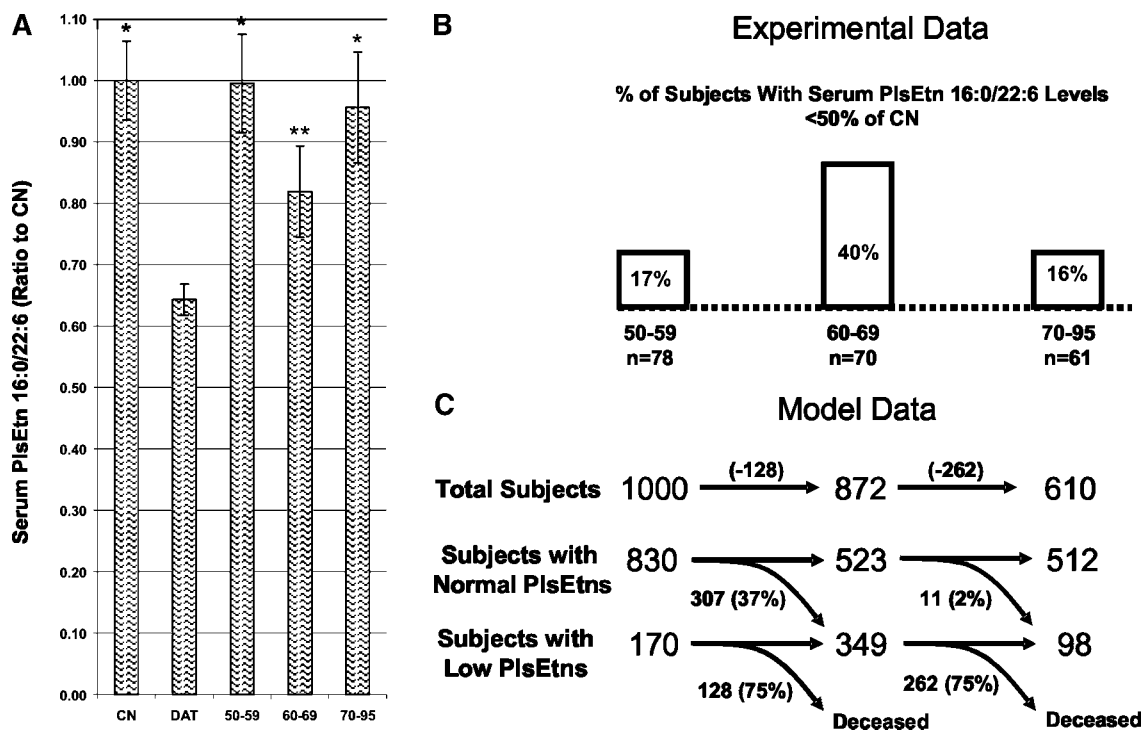 A
Serum PlsEtn 16:0/22:6 (Ratio to CN)
1.10
1.00
0.90
0.80
0.70
0.60
0.50
0.40
0.30
0.20
0.10
0.00
*
*
**
*
CN DAT 50-59 60-69 70-95
B
Experimental Data
% of Subjects With Serum PlsEtn 16:0/22:6 Levels
<50% of CN
17% 40% 16%
50-59 60-69 70-95
n=78 n=70 n=61
C
Model Data
(-128) (-262)
Total Subjects 1000 872 610
Subjects with
Normal PlsEtns
830 523 512
307 (37%) 11 (2%)
Subjects with
Low PlsEtns
170 349 98
128 (75%) 262 (75%)
Deceased Deceased